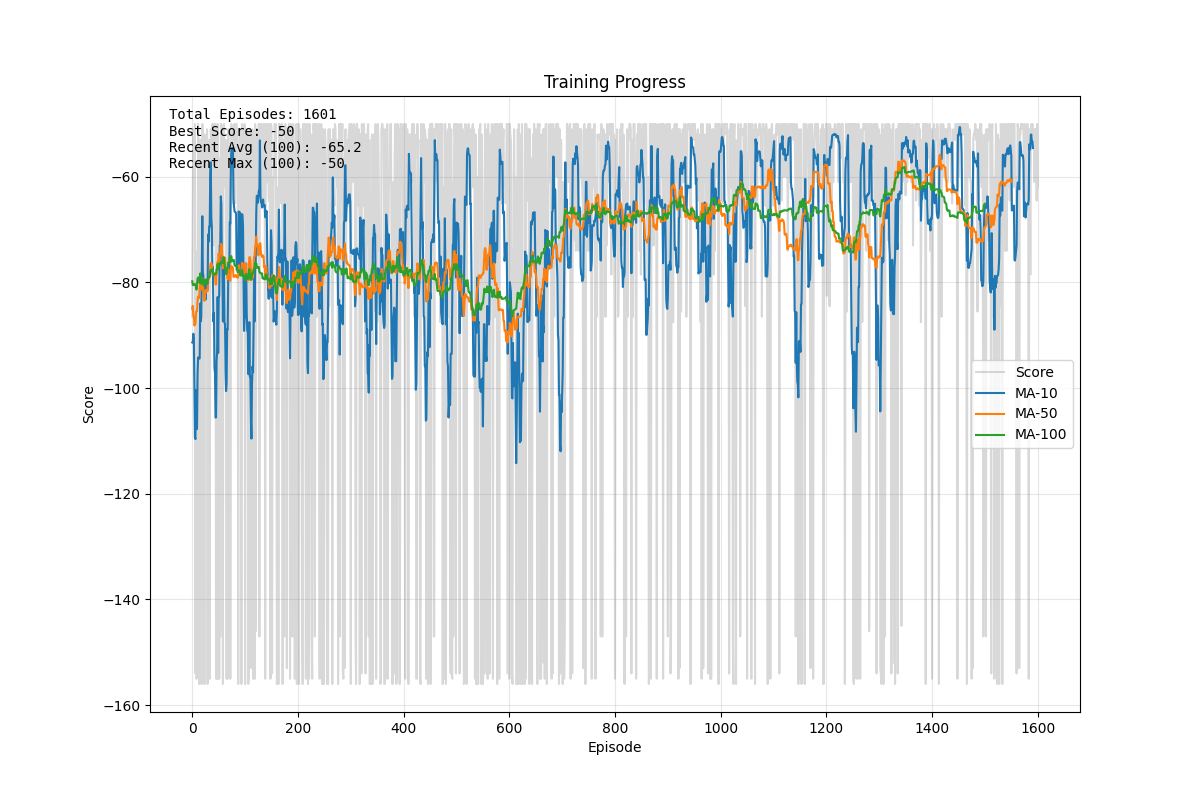 Training Progress
Total Episodes: 1601
Best Score: -50
Recent Avg (100): -65.2
Recent Max (100): -50
−60
−80
−100
−120
−140
−160
Score
Score
MA-10
MA-50
MA-100
0 200 400 600 800 1000 1200 1400 1600
Episode